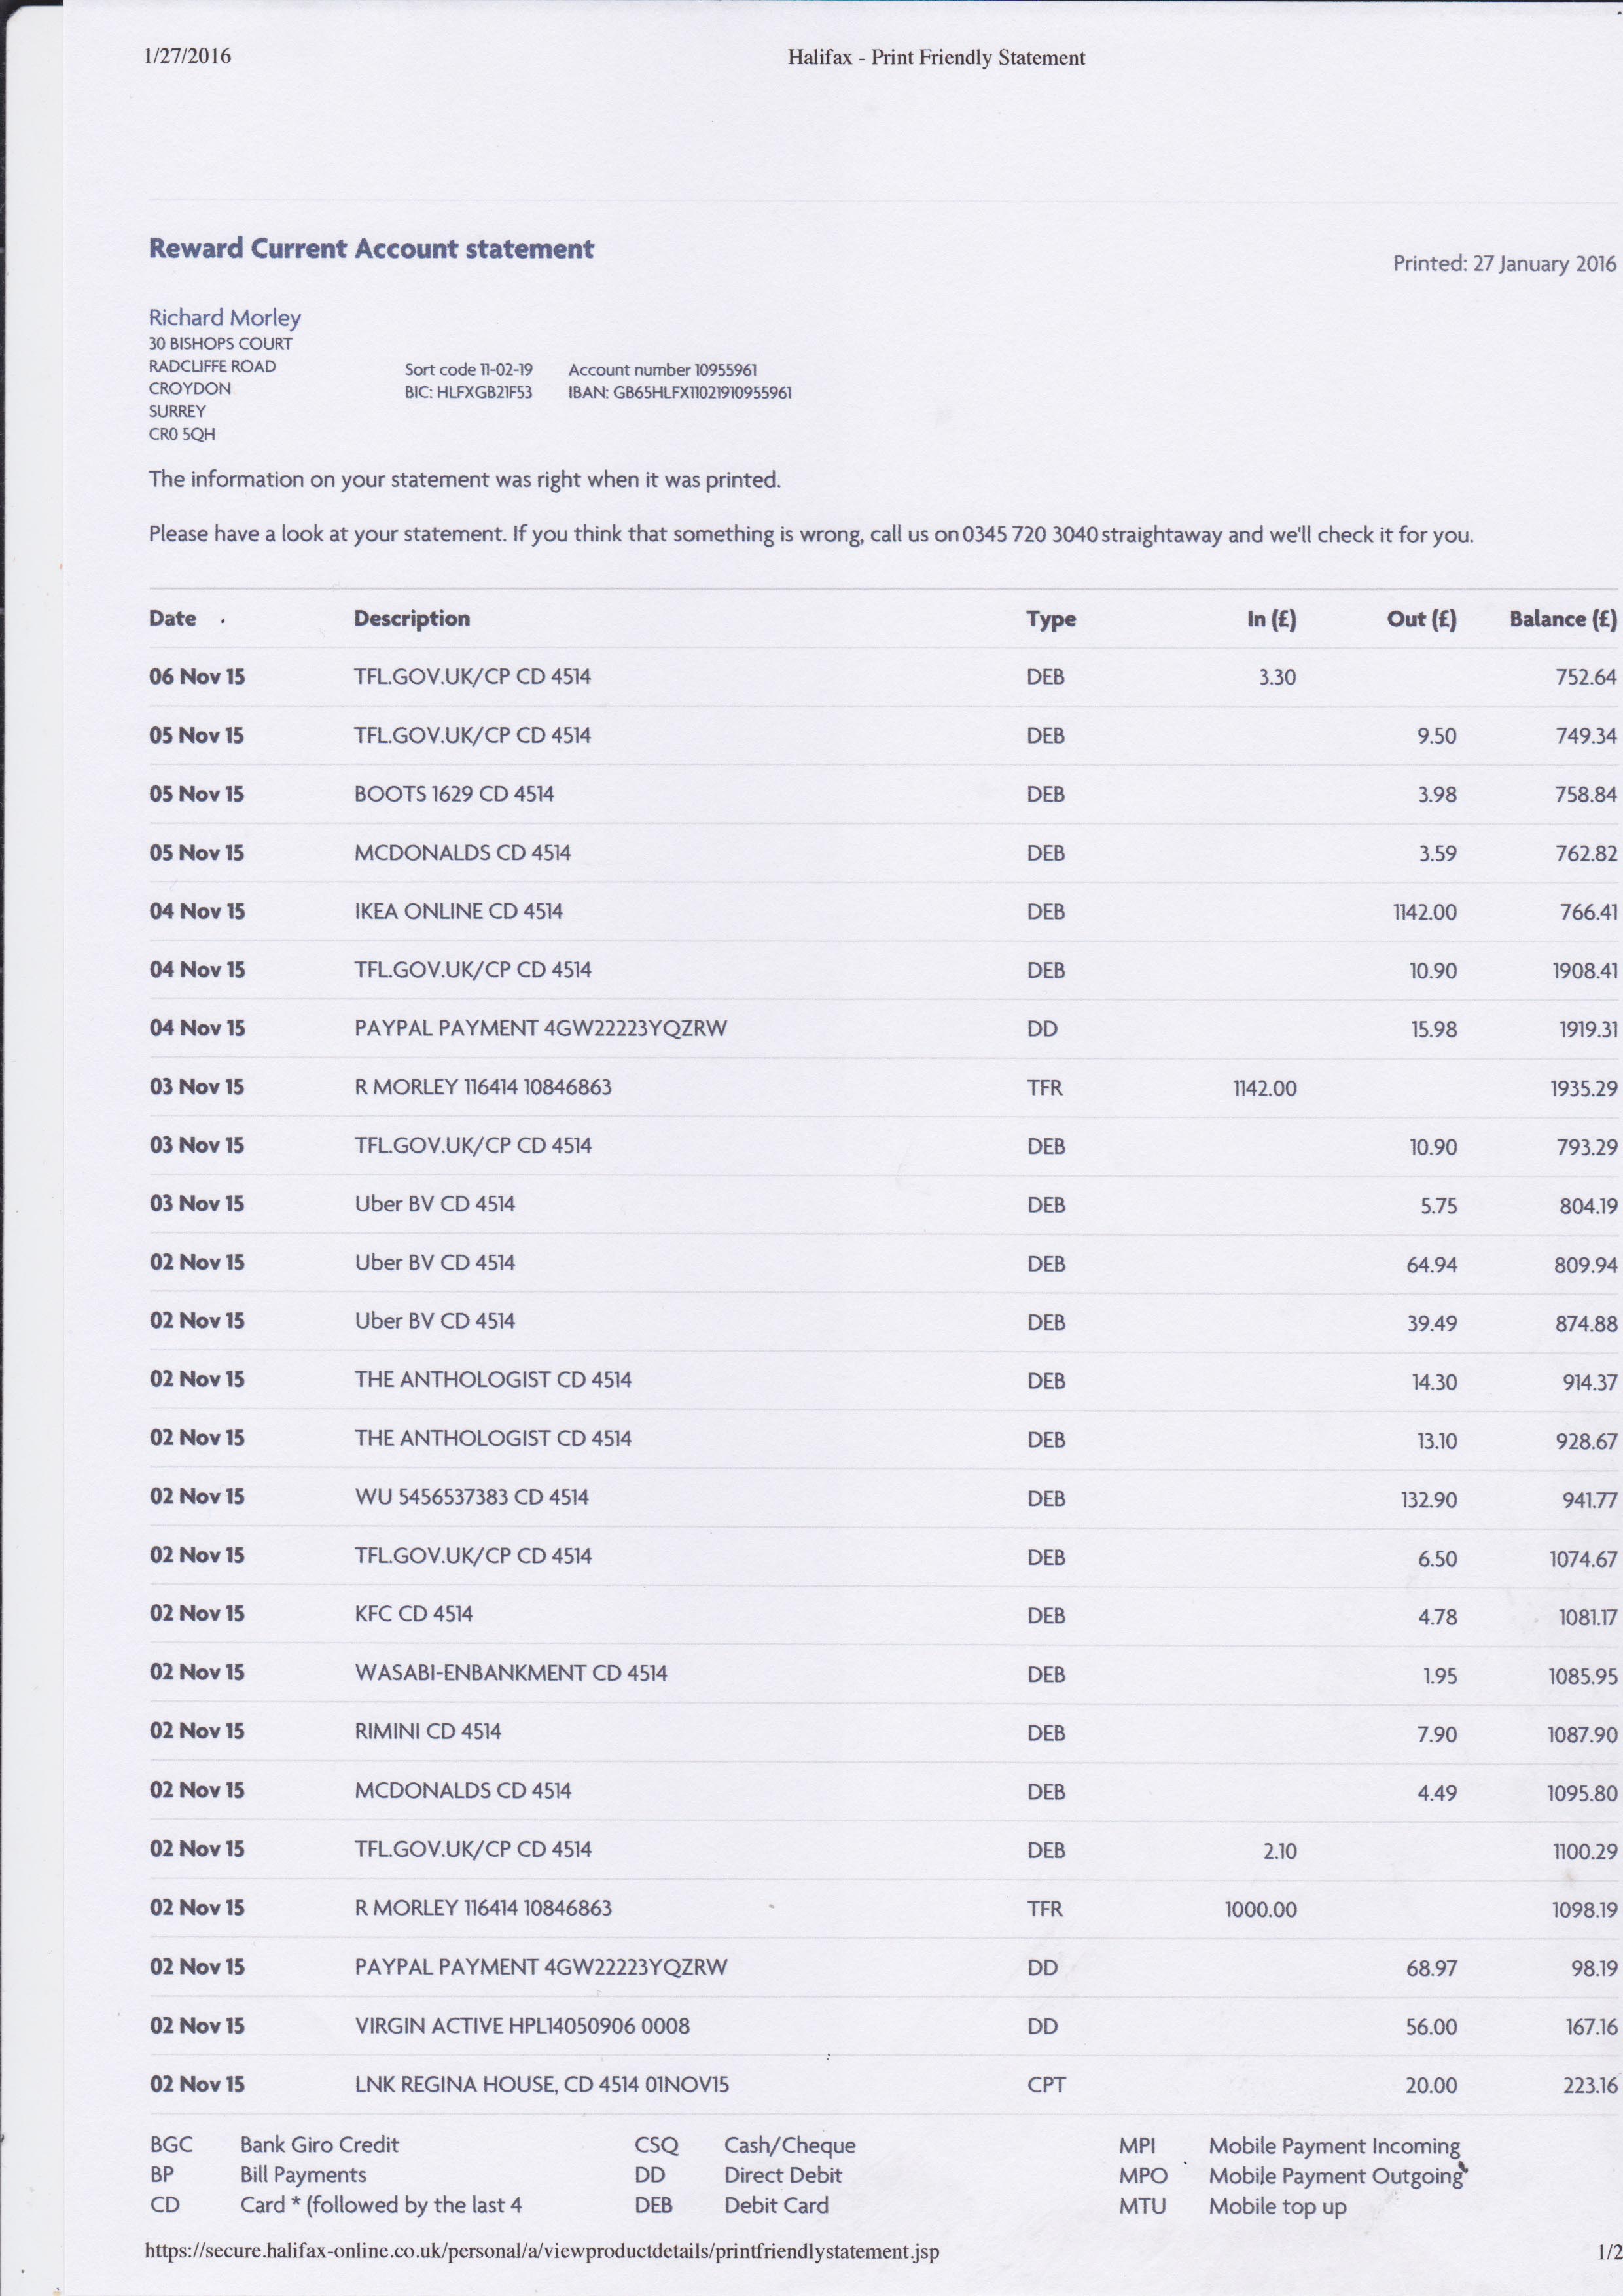 1/27/2016 Halifax - Print Friendly Statement
Reward Current Account statement
Printed: 27 January 2016
Richard Morley
30 BISHOPS COURT
RADCLIFFE ROAD Sort code 11-02-19 Account number 10955961
CROYDON BIC: HLFXGB21F53 IBAN: GB65HLFX11021910955961
SURREY
CR0 5QH
The information on your statement was right when it was printed.
Please have a look at your statement. If you think that something is wrong, call us on 0345 720 3040 straightaway and we'll check it for you.
Date Description Type In (£) Out (£) Balance (£)
06 Nov 15 TFL.GOV.UK/CP CD 4514 DEB 3.30 752.64
05 Nov 15 TFL.GOV.UK/CP CD 4514 DEB 9.50 749.34
05 Nov 15 BOOTS 1629 CD 4514 DEB 3.98 758.84
05 Nov 15 MCDONALDS CD 4514 DEB 3.59 762.82
04 Nov 15 IKEA ONLINE CD 4514 DEB 1142.00 766.41
04 Nov 15 TFL.GOV.UK/CP CD 4514 DEB 10.90 1908.41
04 Nov 15 PAYPAL PAYMENT 4GW22223YQZRW DD 15.98 1919.31
03 Nov 15 R MORLEY 116414 10846863 TFR 1142.00 1935.29
03 Nov 15 TFL.GOV.UK/CP CD 4514 DEB 10.90 793.29
03 Nov 15 Uber BV CD 4514 DEB 5.75 804.19
02 Nov 15 Uber BV CD 4514 DEB 64.94 809.94
02 Nov 15 Uber BV CD 4514 DEB 39.49 874.88
02 Nov 15 THE ANTHOLOGIST CD 4514 DEB 14.30 914.37
02 Nov 15 THE ANTHOLOGIST CD 4514 DEB 13.10 928.67
02 Nov 15 WU 5456537383 CD 4514 DEB 132.90 941.77
02 Nov 15 TFL.GOV.UK/CP CD 4514 DEB 6.50 1074.67
02 Nov 15 KFC CD 4514 DEB 4.78 1081.17
02 Nov 15 WASABI-ENBANKMENT CD 4514 DEB 1.95 1085.95
02 Nov 15 RIMINI CD 4514 DEB 7.90 1087.90
02 Nov 15 MCDONALDS CD 4514 DEB 4.49 1095.80
02 Nov 15 TFL.GOV.UK/CP CD 4514 DEB 2.10 1100.29
02 Nov 15 R MORLEY 116414 10846863 TFR 1000.00 1098.19
02 Nov 15 PAYPAL PAYMENT 4GW22223YQZRW DD 68.97 98.19
02 Nov 15 VIRGIN ACTIVE HPL14050906 0008 DD 56.00 167.16
02 Nov 15 LNK REGINA HOUSE, CD 4514 01NOV15 CPT 20.00 223.16
BGC Bank Giro Credit CSQ Cash/Cheque MPI Mobile Payment Incoming
BP Bill Payments DD Direct Debit MPO Mobile Payment Outgoing
CD Card * (followed by the last 4 DEB Debit Card MTU Mobile top up
https://secure.halifax-online.co.uk/personal/a/viewproductdetails/printfriendlystatement.jsp 1/2